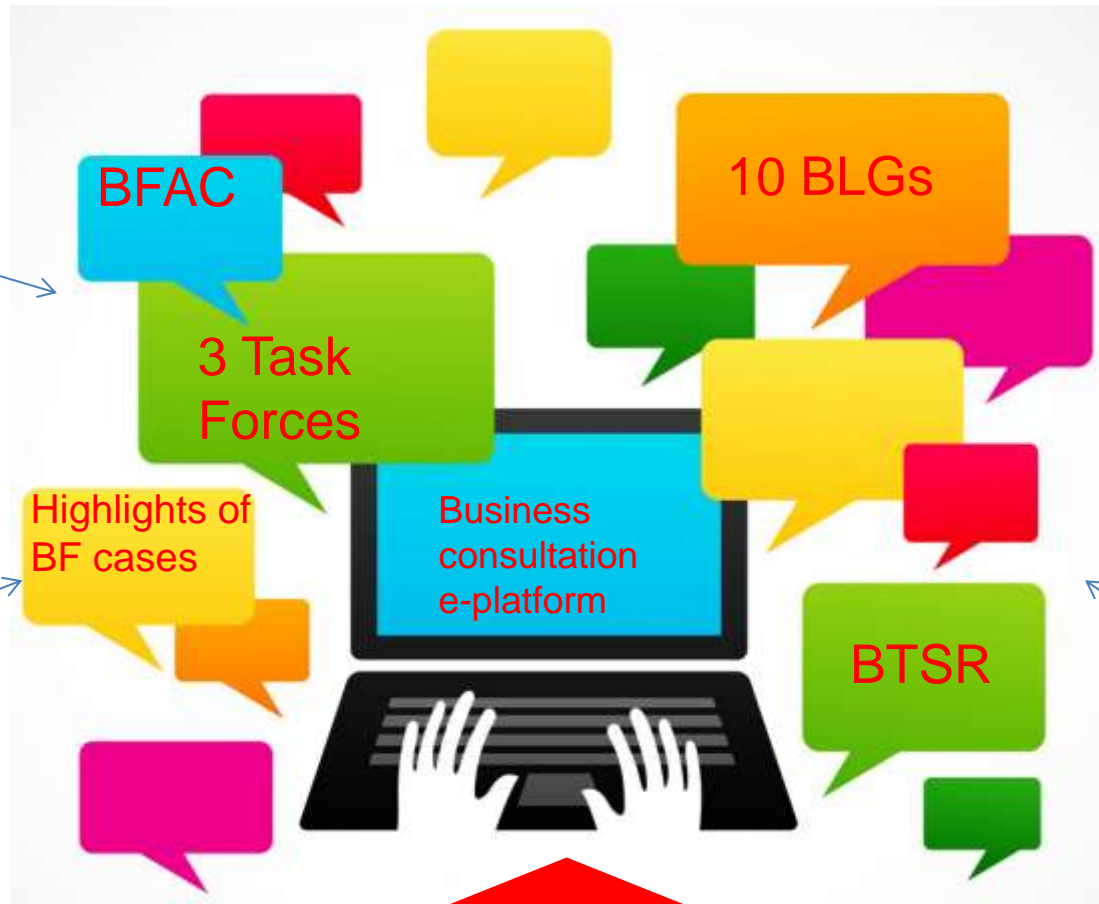 BFAC
10 BLGs
3 Task
Forces
Highlights of
BF cases
Business
consultation
e-platform
BTSR